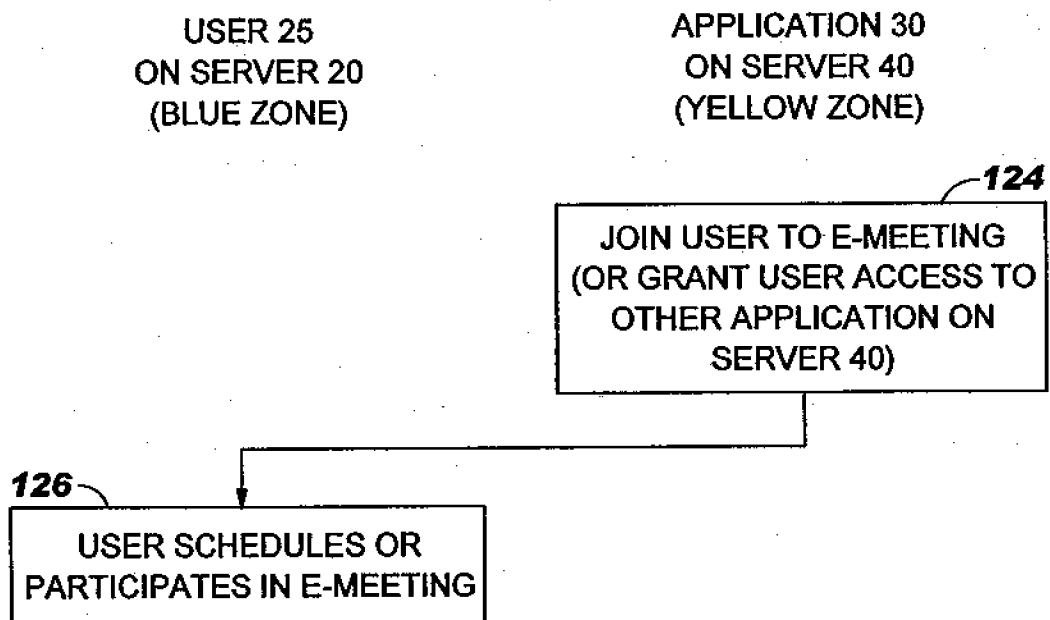 USER 25
ON SERVER 20
(BLUE ZONE)
APPLICATION 30
ON SERVER 40
(YELLOW ZONE)
124
JOIN USER TO E-MEETING
(OR GRANT USER ACCESS TO
OTHER APPLICATION ON
SERVER 40)
126
USER SCHEDULES OR
PARTICIPATES IN E-MEETING